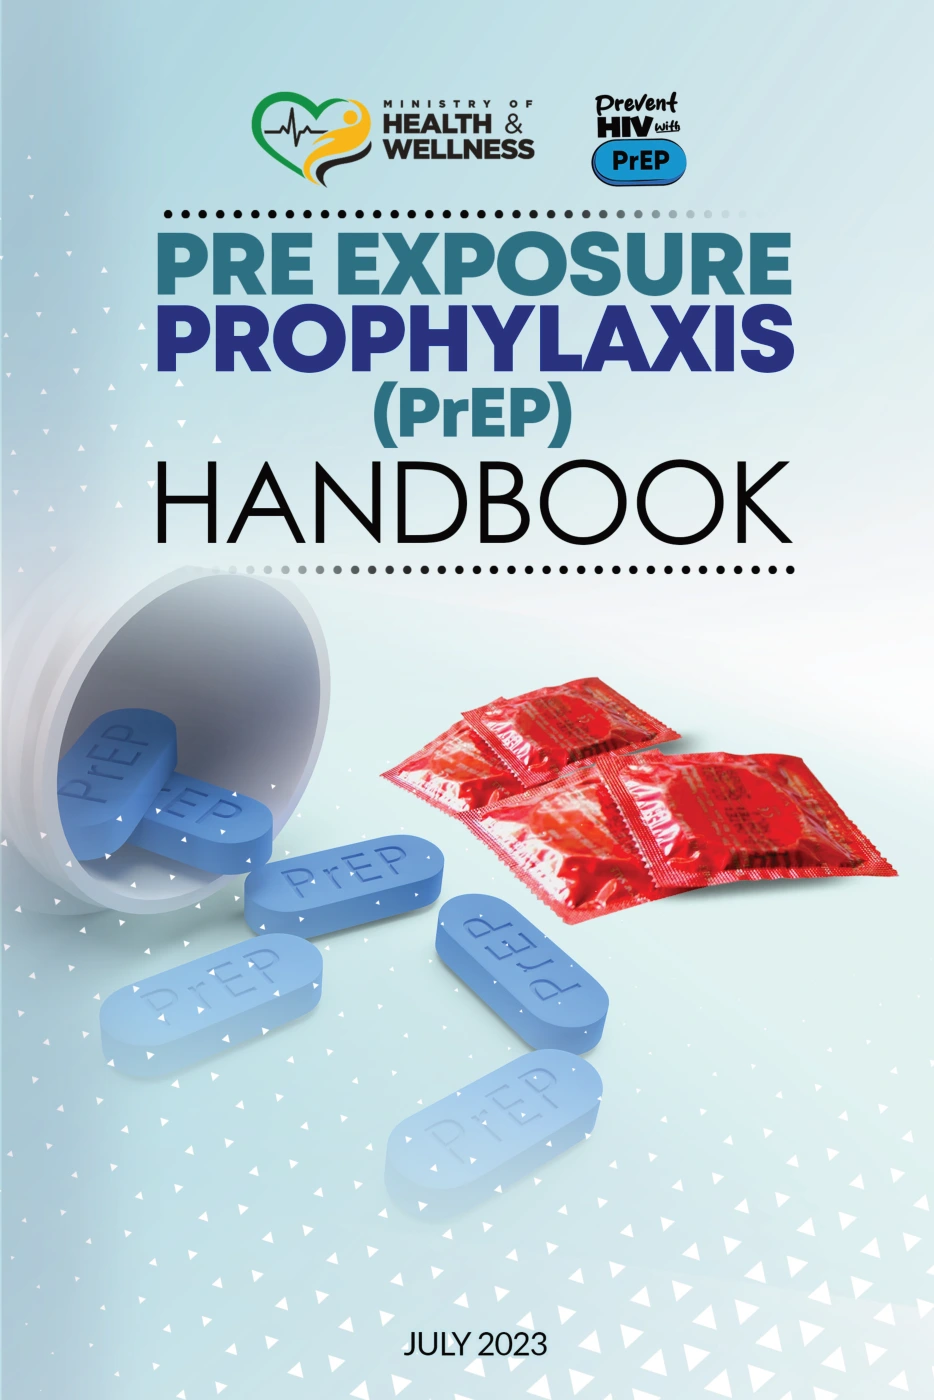 MINISTRY OF
HEALTH &
WELLNESS
Prevent
HIV with
PrEP
PRE EXPOSURE
PROPHYLAXIS
(PrEP)
HANDBOOK
PrEP
rEP
PrEP
PrEP
PrEP
PrEP
JULY 2023